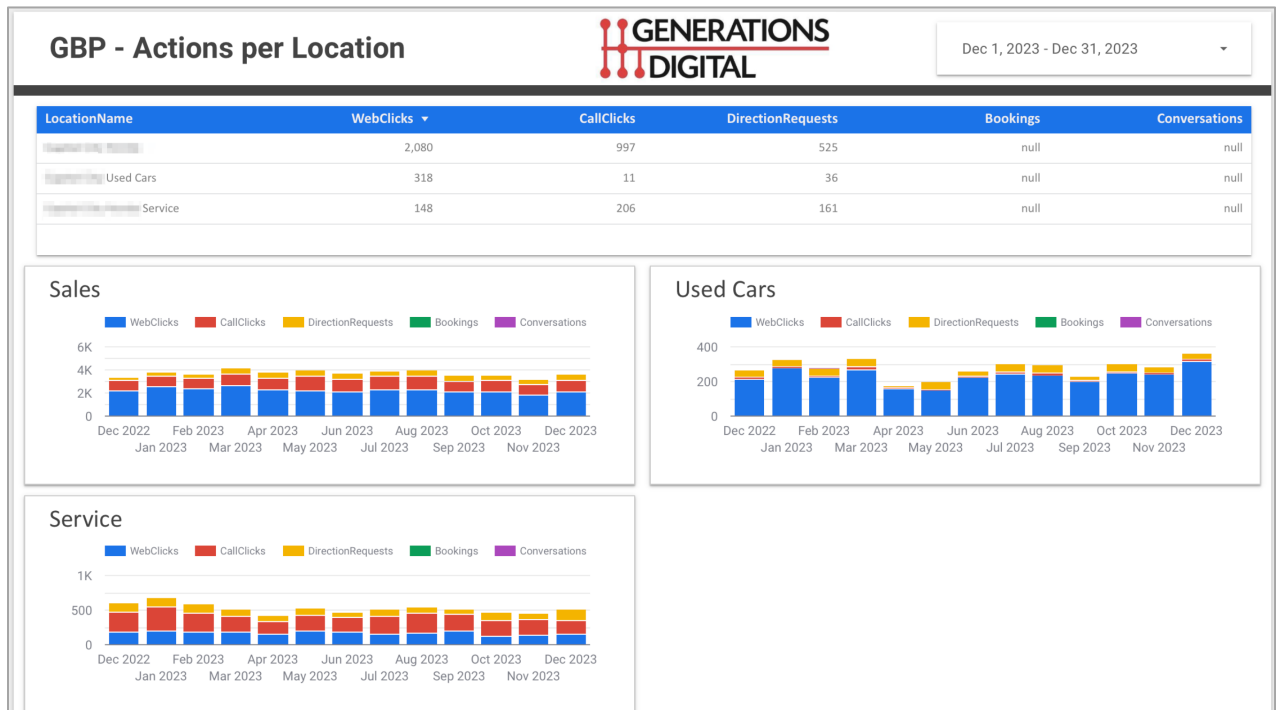 GBP - Actions per Location
GENERATIONS
DIGITAL
Dec 1, 2023 - Dec 31, 2023
LocationName WebClicks CallClicks DirectionRequests Bookings Conversations
2,080 997 525 null null
Used Cars 318 11 36 null null
Service 148 206 161 null null
Sales
WebClicks CallClicks DirectionRequests Bookings Conversations
6K
4K
2K
0
Dec 2022 Feb 2023 Apr 2023 Jun 2023 Aug 2023 Oct 2023 Dec 2023
Jan 2023 Mar 2023 May 2023 Jul 2023 Sep 2023 Nov 2023
Used Cars
WebClicks CallClicks DirectionRequests Bookings Conversations
400
200
0
Dec 2022 Feb 2023 Apr 2023 Jun 2023 Aug 2023 Oct 2023 Dec 2023
Jan 2023 Mar 2023 May 2023 Jul 2023 Sep 2023 Nov 2023
Service
WebClicks CallClicks DirectionRequests Bookings Conversations
1K
500
0
Dec 2022 Feb 2023 Apr 2023 Jun 2023 Aug 2023 Oct 2023 Dec 2023
Jan 2023 Mar 2023 May 2023 Jul 2023 Sep 2023 Nov 2023